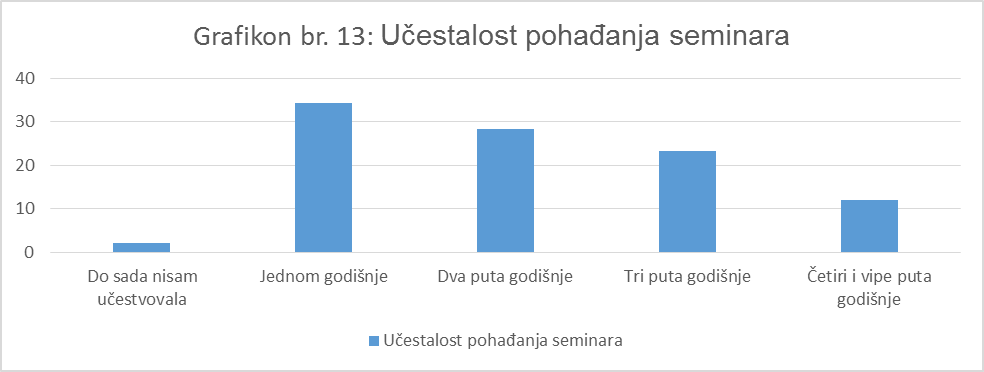 Grafikon br. 13: Učestalost pohađanja seminara
40
30
20
10
0
Do sada nisam
učestvovala
Jednom godišnje
Dva puta godišnje
Tri puta godišnje
Četiri i vipe puta
godišnje
Učestalost pohađanja seminara